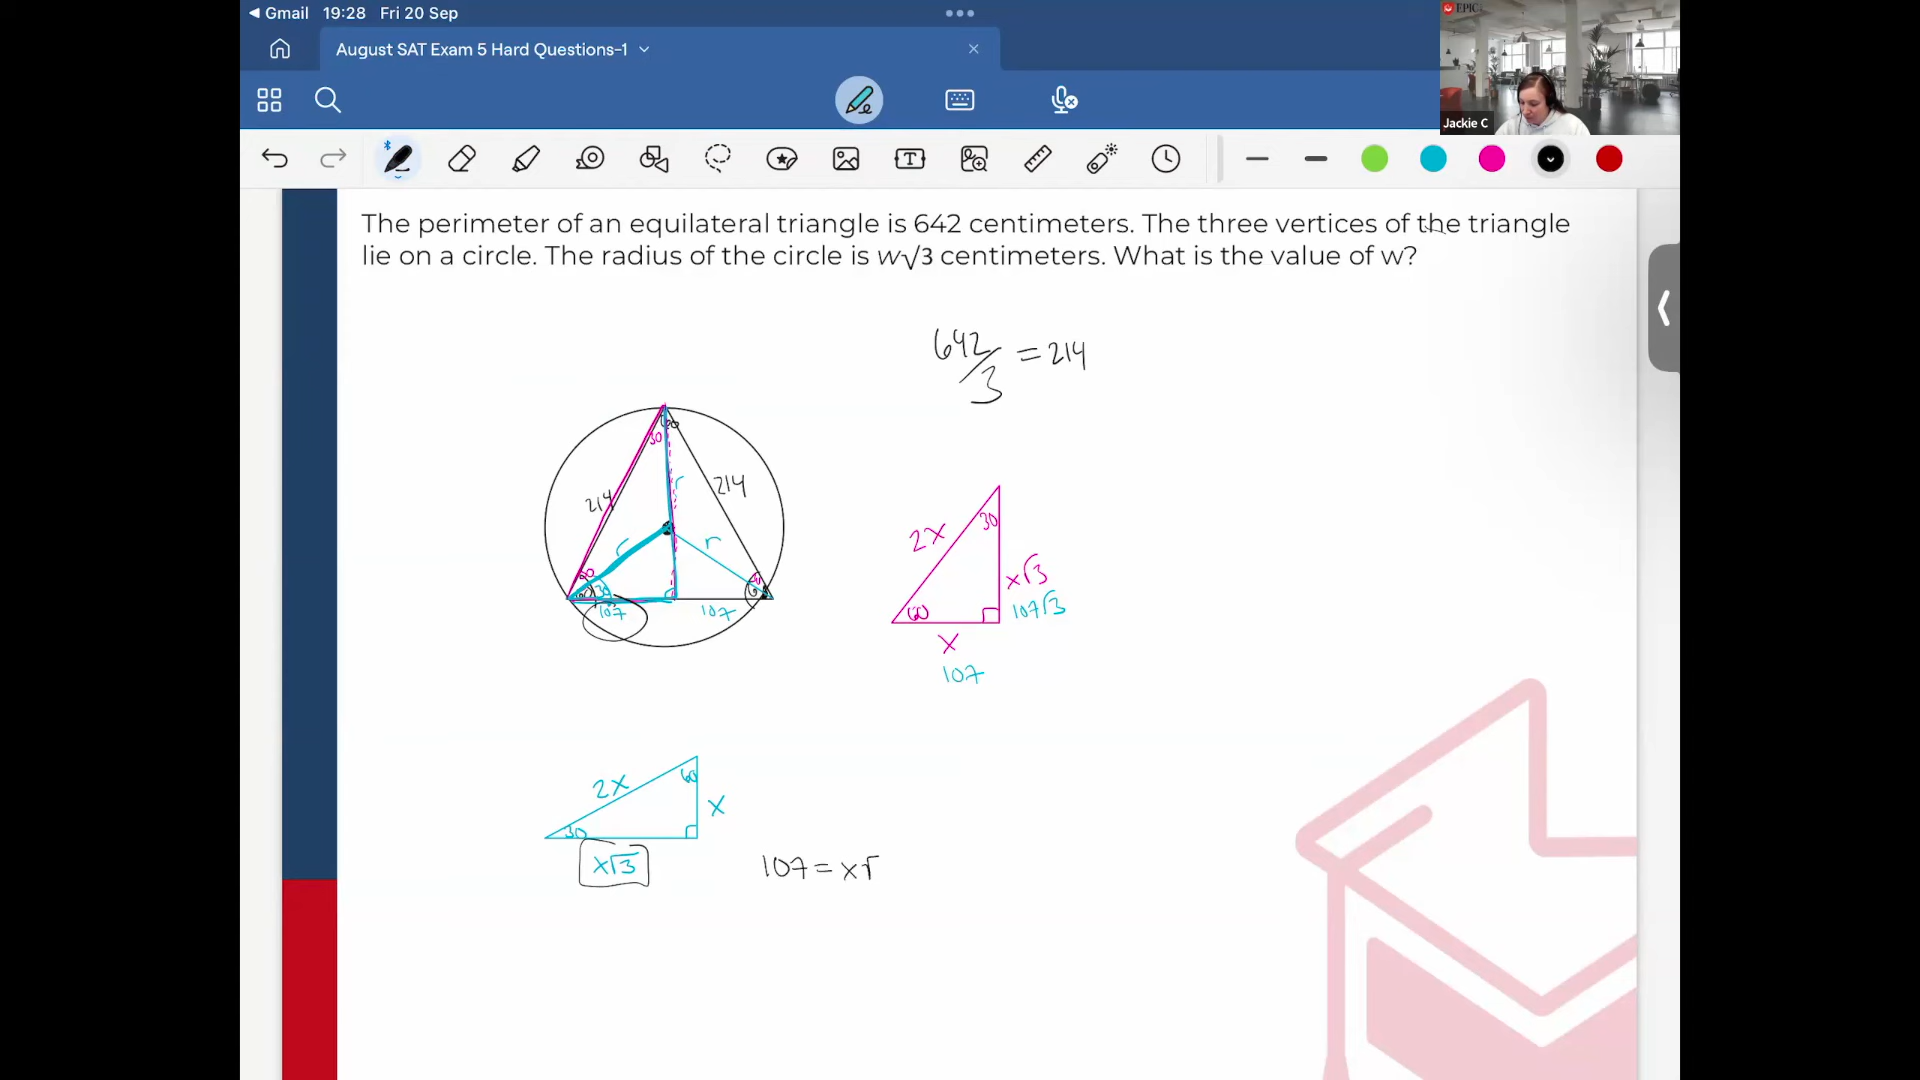 Gmail 19:28 Fri 20 Sep
EPIC
August SAT Exam 5 Hard Questions-1
Jackie C
The perimeter of an equilateral triangle is 642 centimeters. The three vertices of the triangle
lie on a circle. The radius of the circle is w√3 centimeters. What is the value of w?
642/3 = 214
60
30
214
r
214
r
r
30
60
30
107
107
2x
30
x√3
107√3
60
x
107
2x
60
x
30
x√3
107 = x√